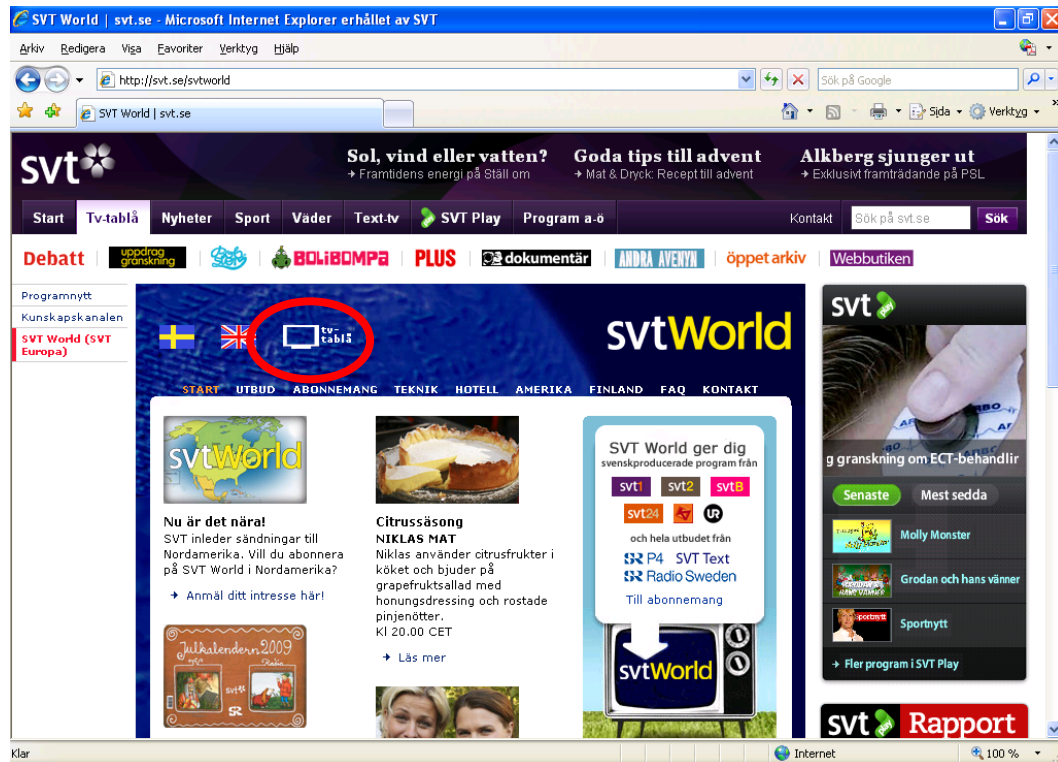 SVT World | svt.se - Microsoft Internet Explorer erhållet av SVT
Arkiv Redigera Visa Favoriter Verktyg Hjälp
http://svt.se/svtworld
Sök på Google
SVT World | svt.se
Sida
Verktyg
svt
Sol, vind eller vatten?
Framtidens energi på Ställ om
Goda tips till advent
Mat & Dryck: Recept till advent
Alkberg sjunger ut
Exklusivt framträdande på PSL
Start Tv-tablå Nyheter Sport Väder Text-tv SVT Play Program a-ö
Kontakt Sök på svt.se Sök
Debatt
uppdrag
granskning
BOLiBOMPA
PLUS
dokumentär
ANDRA AVENYN
öppet arkiv
Webbutiken
Programnytt
Kunskapskanalen
SVT World (SVT
Europa)
tv-
tablå
svtWorld
START UTBUD ABONNEMANG TEKNIK HOTELL AMERIKA FINLAND FAQ KONTAKT
svtWorld
Nu är det nära!
SVT inleder sändningar till
Nordamerika. Vill du abonnera
på SVT World i Nordamerika?
Anmäl ditt intresse här!
Julkalendern 2009
TV Radio
svt
SR
Citrussäsong
NIKLAS MAT
Niklas använder citrusfrukter i
köket och bjuder på
grapefruktsallad med
honungsdressing och rostade
pinjenötter.
Kl 20.00 CET
Läs mer
SVT World ger dig
svenskproducerade program från
svt1 svt2 svtB
svt24 UR
och hela utbudet från
SR P4 SVT Text
SR Radio Sweden
Till abonnemang
svtWorld
svt
g granskning om ECT-behandlir
Senaste Mest sedda
Molly Monster
Grodan och hans vänner
Sportnytt
Fler program i SVT Play
svt Rapport
Klar
Internet
100 %